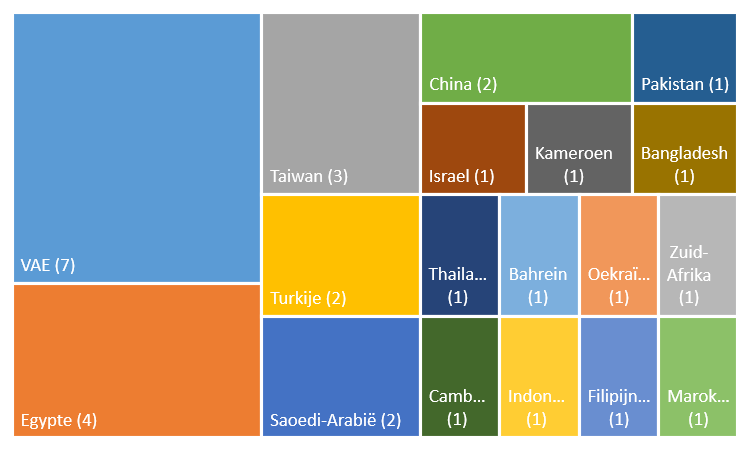 VAE (7)
Egypte (4)
Taiwan (3)
Turkije (2)
Saoedi-Arabië (2)
China (2)
Pakistan (1)
Israel (1)
Kameroen
(1)
Bangladesh
(1)
Thaila...
(1)
Bahrein
(1)
Oekraï...
(1)
Zuid-
Afrika
(1)
Camb...
(1)
Indon...
(1)
Filipijn...
(1)
Marok...
(1)